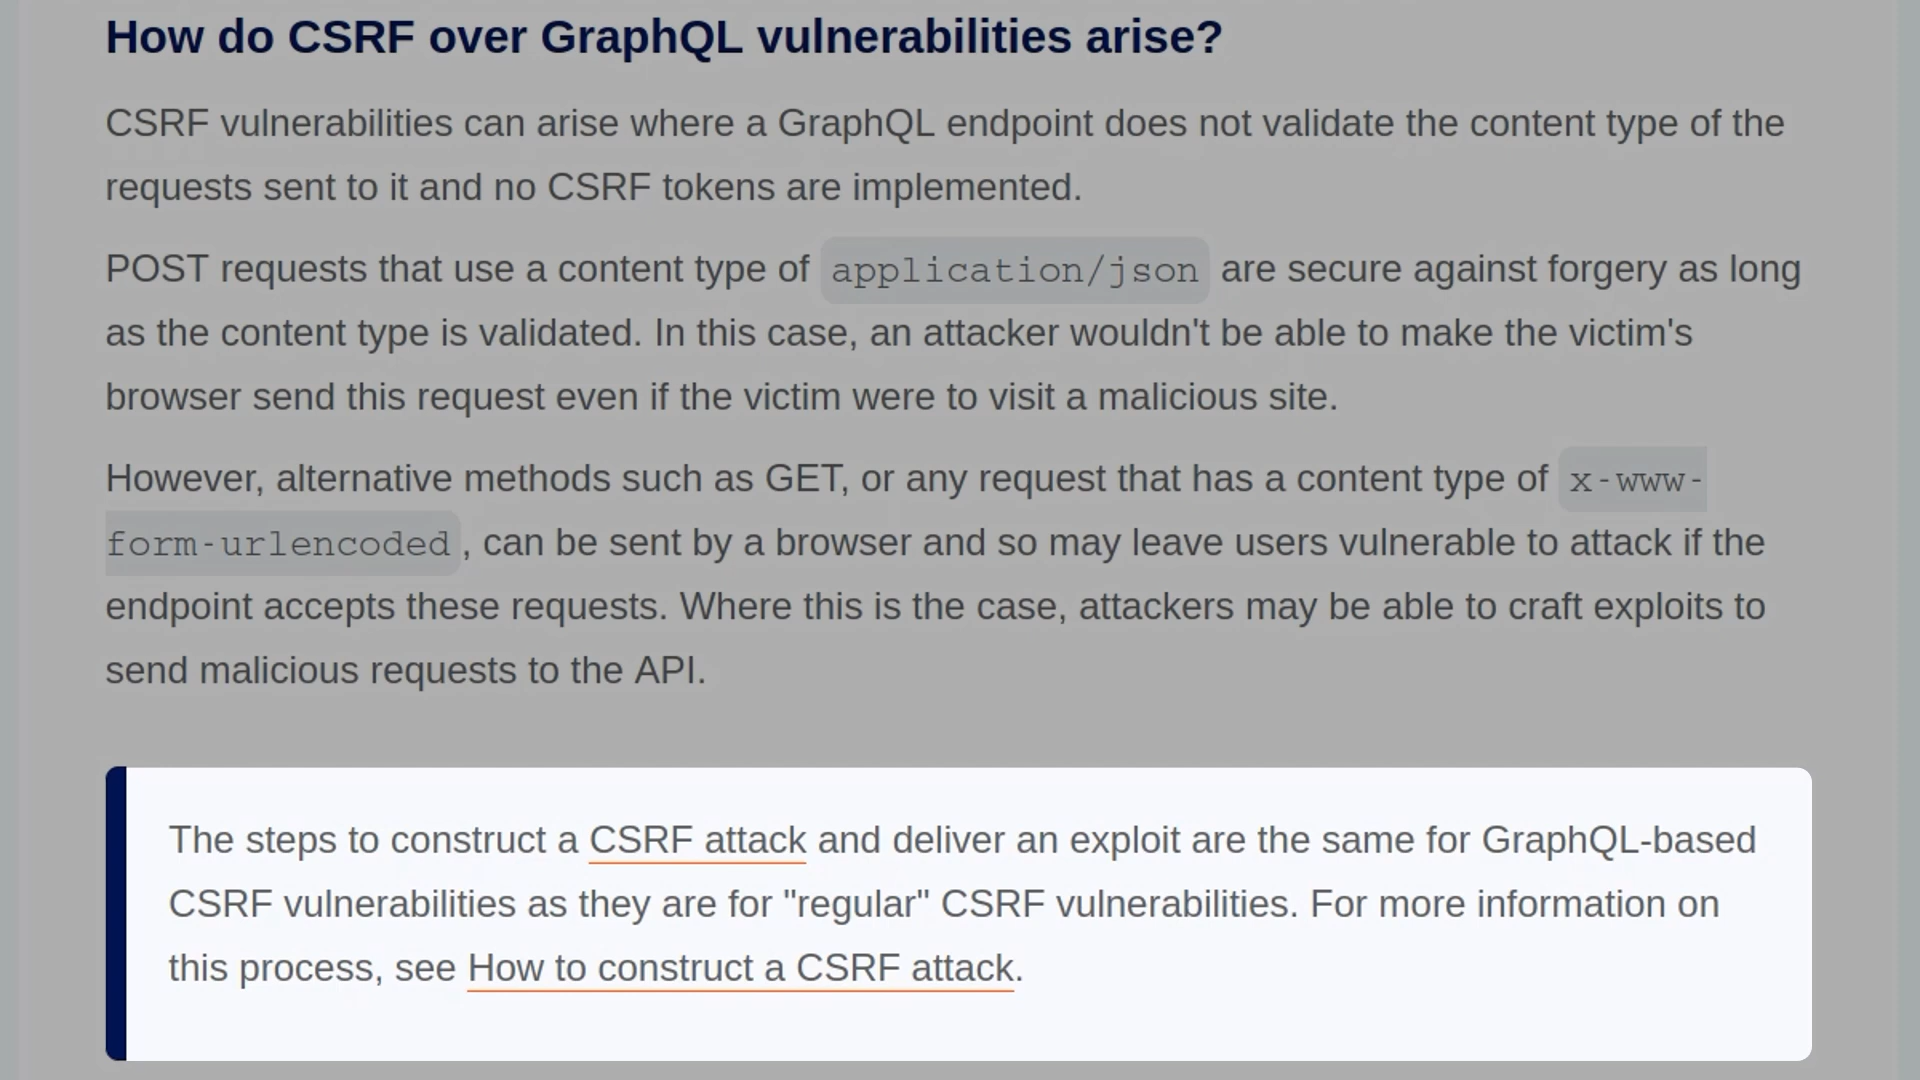 How do CSRF over GraphQL vulnerabilities arise?
CSRF vulnerabilities can arise where a GraphQL endpoint does not validate the content type of the
requests sent to it and no CSRF tokens are implemented.
POST requests that use a content type of application/json are secure against forgery as long
as the content type is validated. In this case, an attacker wouldn't be able to make the victim's
browser send this request even if the victim were to visit a malicious site.
However, alternative methods such as GET, or any request that has a content type of x-www-
form-urlencoded, can be sent by a browser and so may leave users vulnerable to attack if the
endpoint accepts these requests. Where this is the case, attackers may be able to craft exploits to
send malicious requests to the API.
The steps to construct a CSRF attack and deliver an exploit are the same for GraphQL-based
CSRF vulnerabilities as they are for "regular" CSRF vulnerabilities. For more information on
this process, see How to construct a CSRF attack.